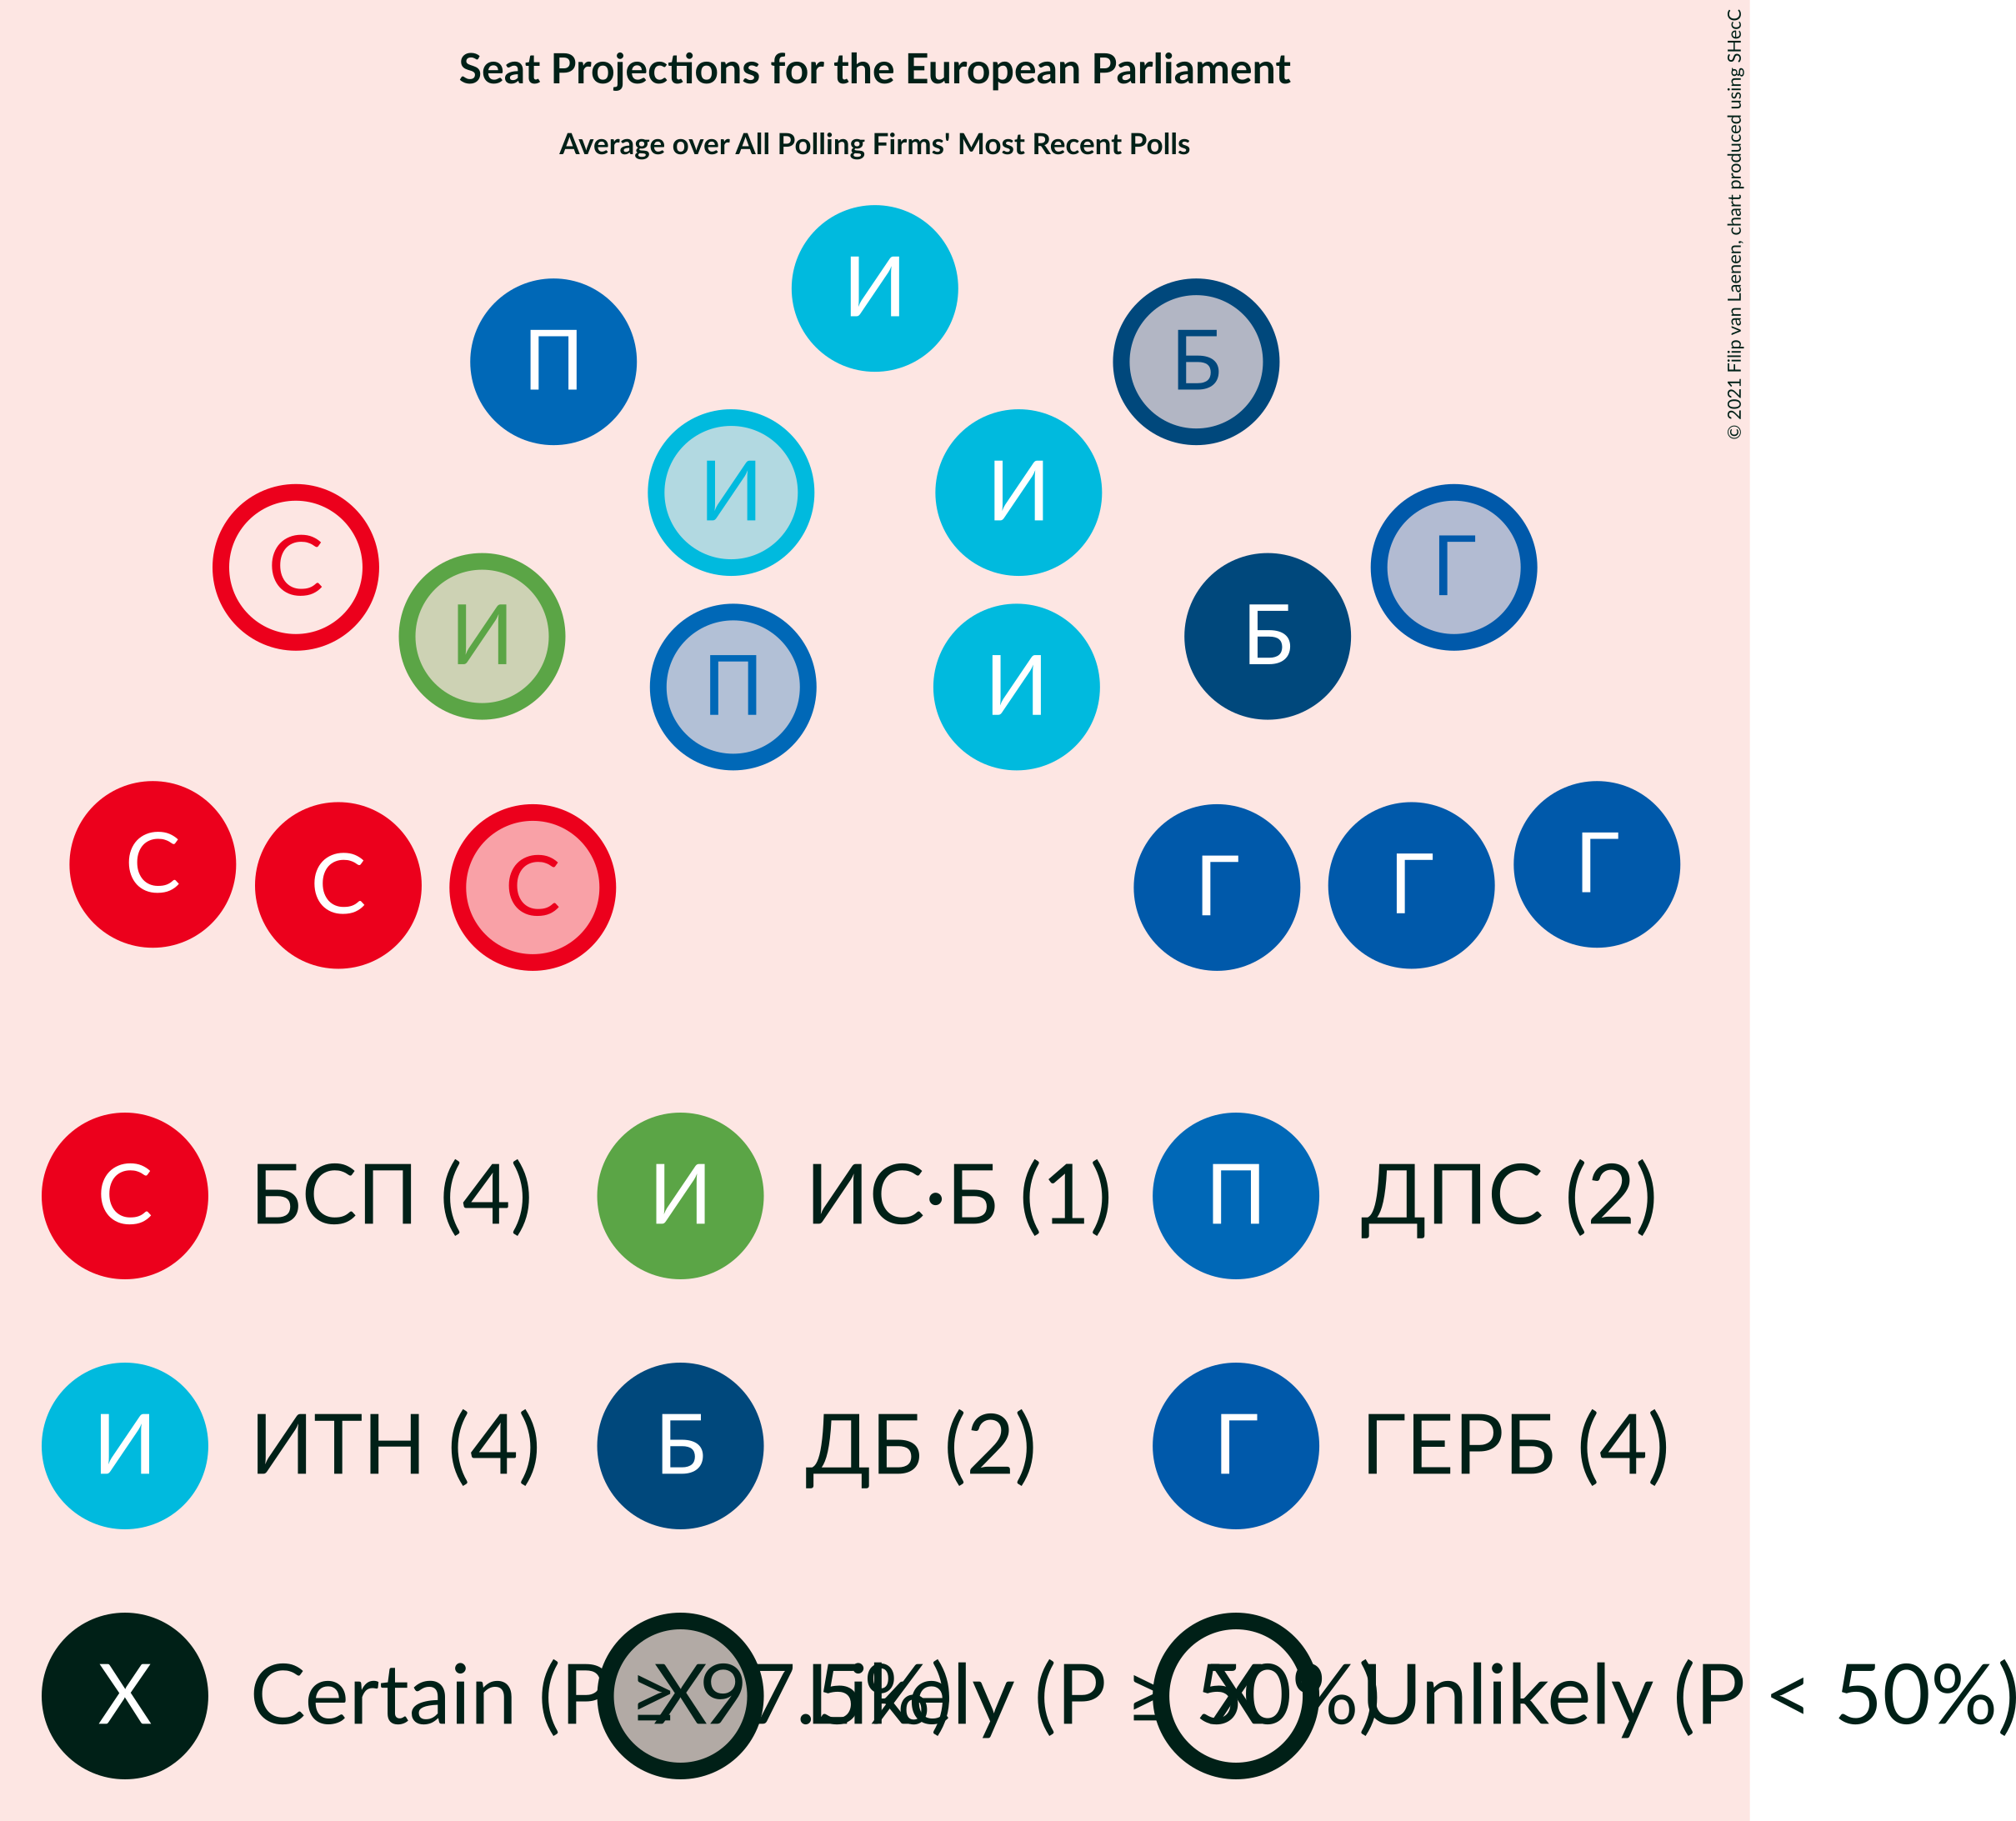 Seat Projections for the European Parliament
Average over All Polling Firms' Most Recent Polls
© 2021 Filip van Laenen, chart produced using SHecC
И
П
Б
И
И
С
Г
И
Б
П
И
С
Г
С
С
Г
Г
С БСП (4) И ИС·Б (1) П ДПС (2)
И ИТН (4) Б ДБ (2) Г ГЕРБ (4)
X Certain (P ≥ 97.5%) X Likely (P ≥ 50%) X Unlikely (P < 50%)